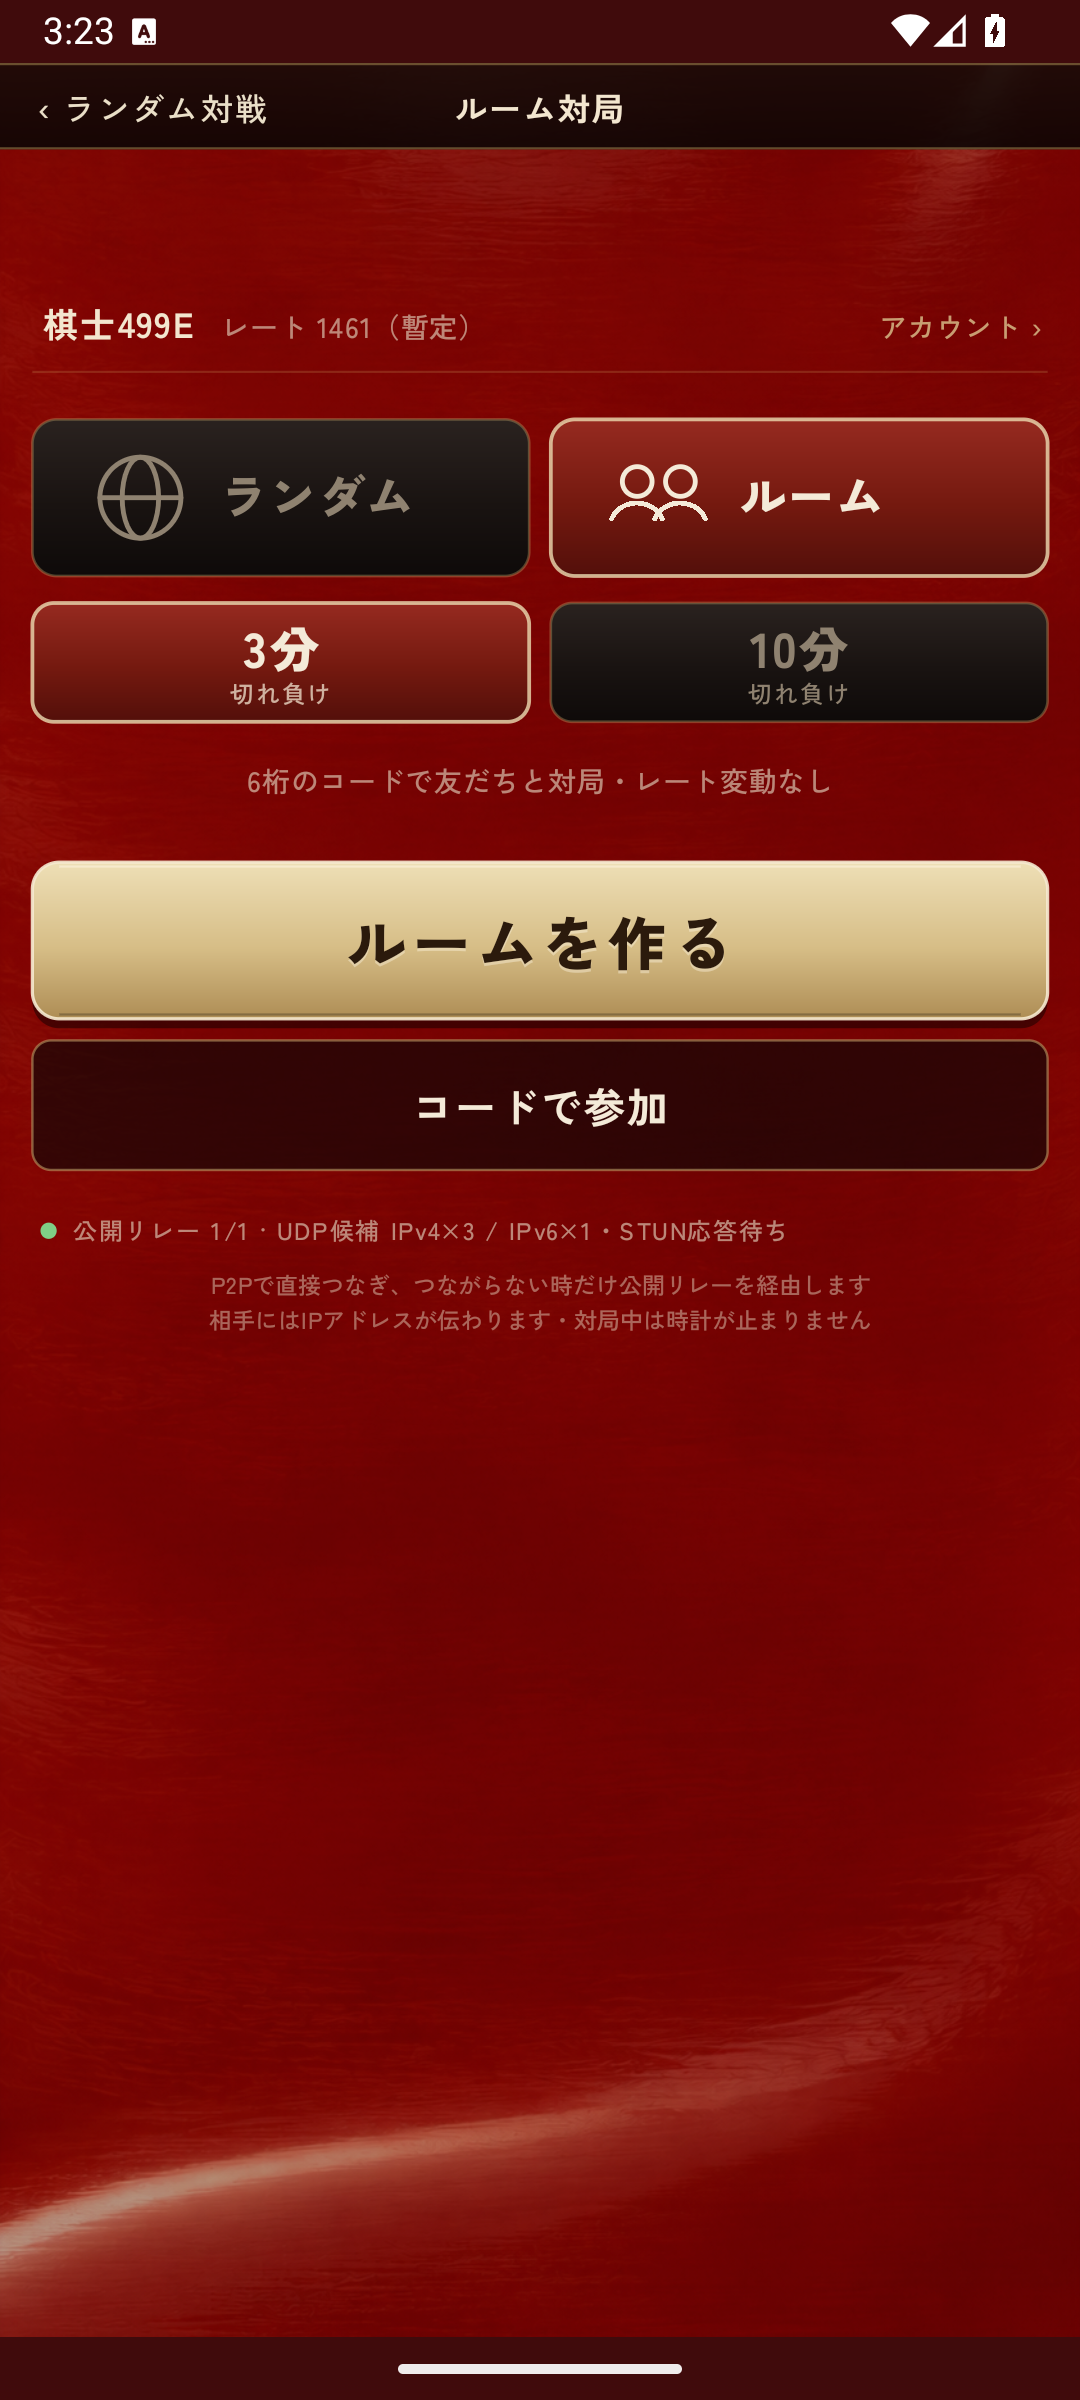 3:23
‹ ランダム対戦 ルーム対局
棋士499E レート 1461（暫定） アカウント ›
ランダム ルーム
3分 10分
切れ負け 切れ負け
6桁のコードで友だちと対局・レート変動なし
ルームを作る
コードで参加
公開リレー 1/1 · UDP候補 IPv4×3 / IPv6×1・STUN応答待ち
P2Pで直接つなぎ、つながらない時だけ公開リレーを経由します
相手にはIPアドレスが伝わります・対局中は時計が止まりません